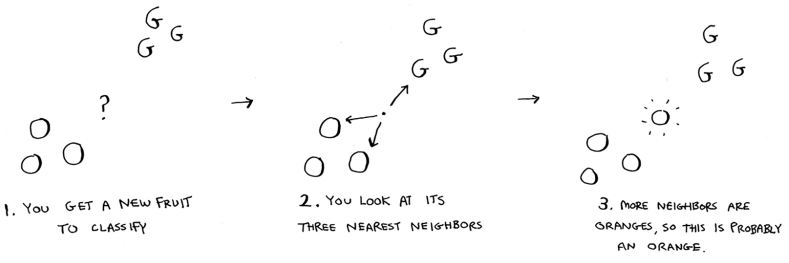 G
G
G
?
1. YOU GET A NEW FRUIT
TO CLASSIFY
G
G
G
2. YOU LOOK AT ITS
THREE NEAREST NEIGHBORS
G
G
G
3. MORE NEIGHBORS ARE
ORANGES, SO THIS IS PROBABLY
AN ORANGE.